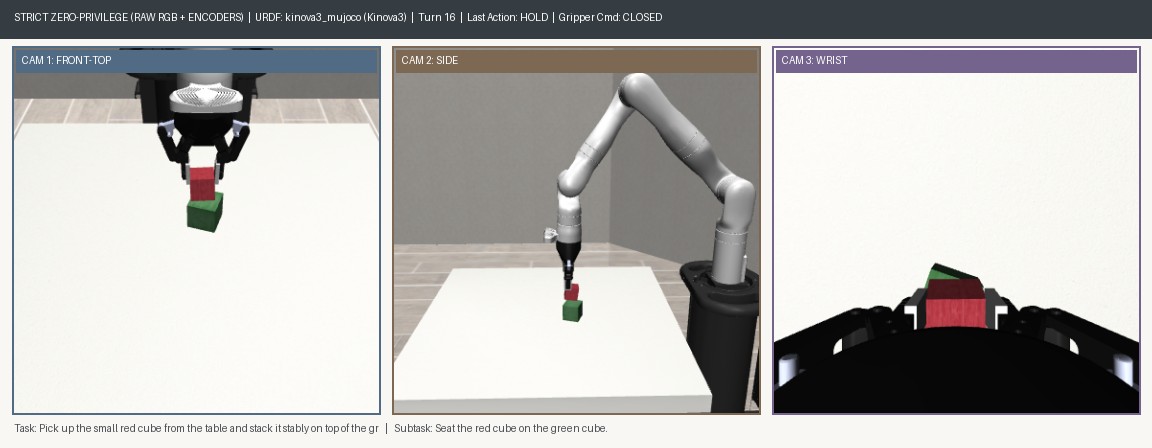 STRICT ZERO-PRIVILEGE (RAW RGB + ENCODERS) | URDF: kinova3_mujoco (Kinova3) | Turn 16 | Last Action: HOLD | Gripper Cmd: CLOSED
CAM 1: FRONT-TOP
CAM 2: SIDE
CAM 3: WRIST
Task: Pick up the small red cube from the table and stack it stably on top of the gr | Subtask: Seat the red cube on the green cube.